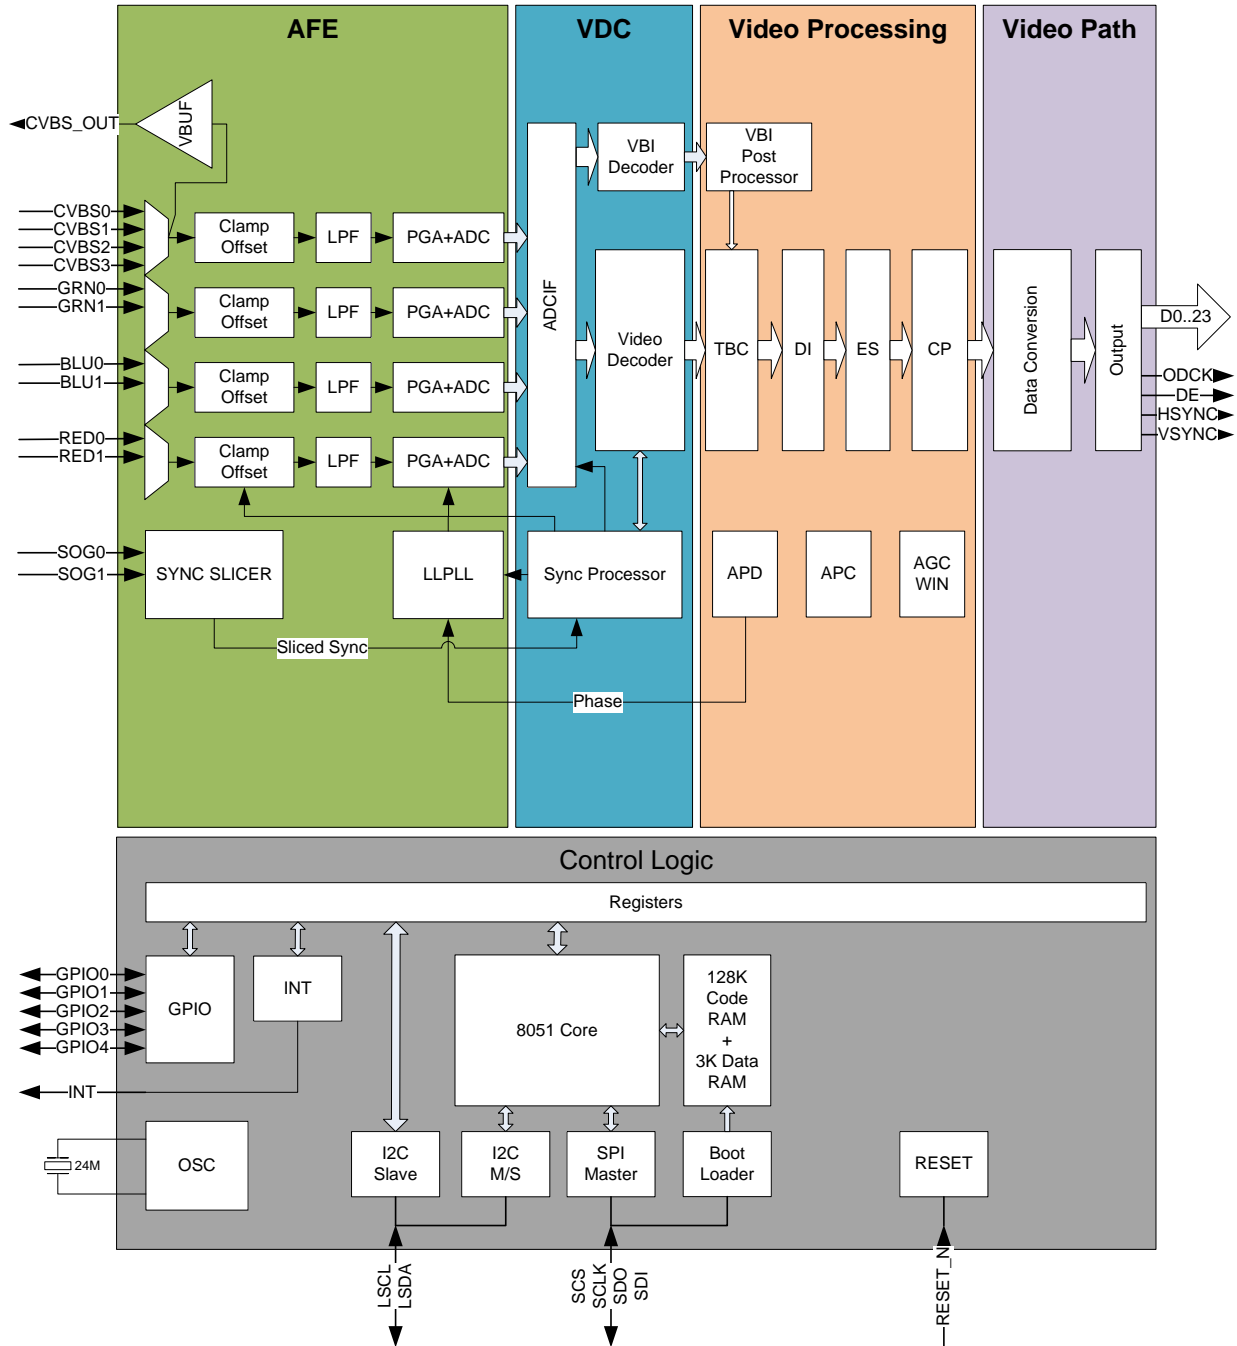 AFE
VDC
Video Processing
Video Path
VBUF
CVBS_OUT
CVBS0
CVBS1
CVBS2
CVBS3
GRN0
GRN1
BLU0
BLU1
RED0
RED1
SOG0
SOG1
Clamp
Offset
LPF
PGA+ADC
Clamp
Offset
LPF
PGA+ADC
Clamp
Offset
LPF
PGA+ADC
Clamp
Offset
LPF
PGA+ADC
SYNC SLICER
LLPLL
Sliced Sync
Phase
ADCIF
VBI
Decoder
Video
Decoder
Sync Processor
VBI
Post
Processor
TBC
DI
ES
CP
APD
APC
AGC
WIN
Data Conversion
Output
D0..23
ODCK
DE
HSYNC
VSYNC
Control Logic
Registers
GPIO0
GPIO1
GPIO2
GPIO3
GPIO4
GPIO
INT
INT
8051 Core
128K
Code
RAM
+
3K Data
RAM
24M
OSC
I2C
Slave
I2C
M/S
SPI
Master
Boot
Loader
RESET
LSCL
LSDA
SCS
SCLK
SDO
SDI
RESET_N